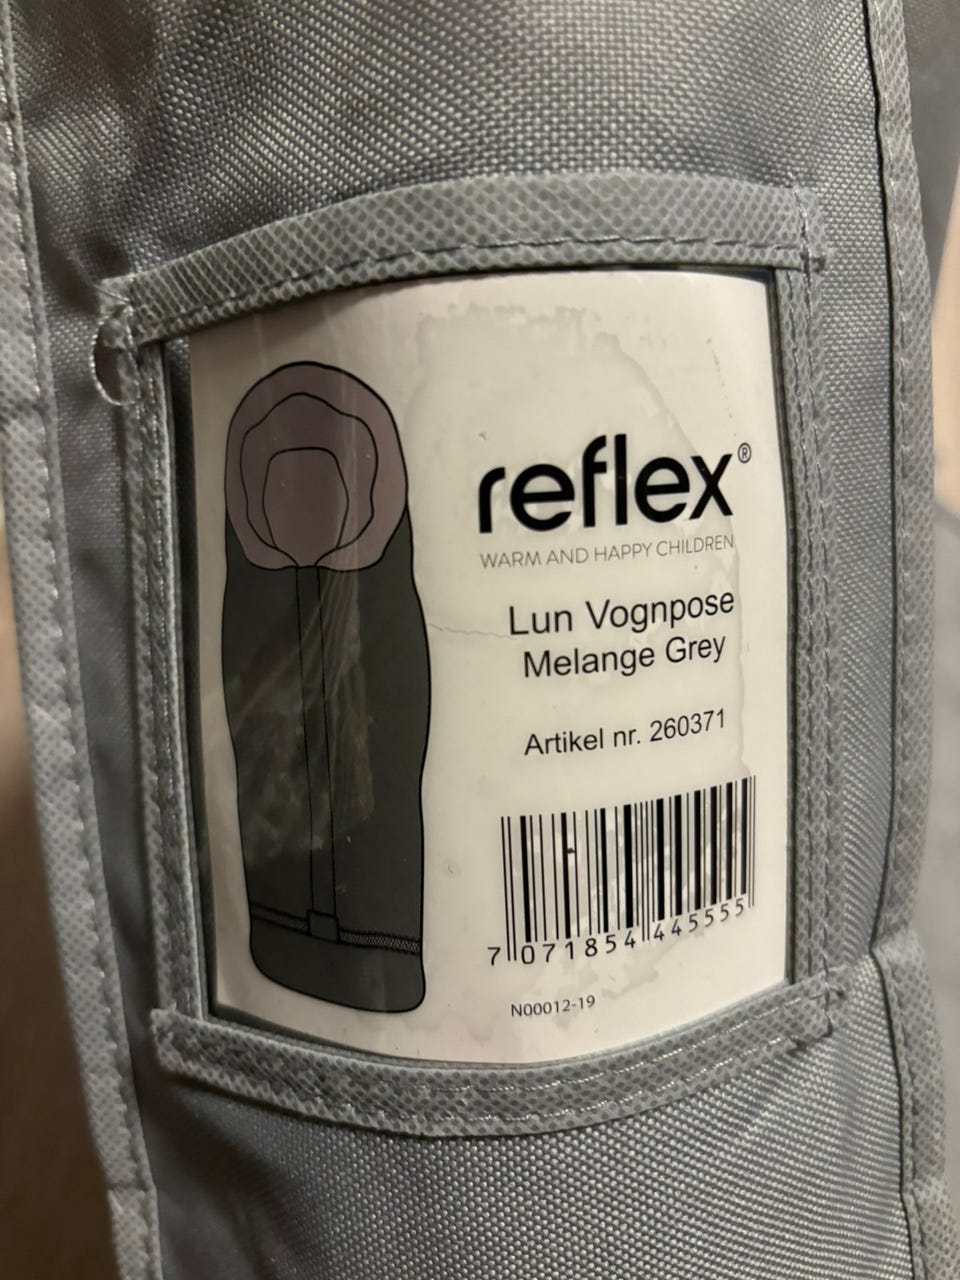 reflex®
WARM AND HAPPY CHILDREN
Lun Vognpose
Melange Grey
Artikel nr. 260371
7 071854 445555
N00012-19